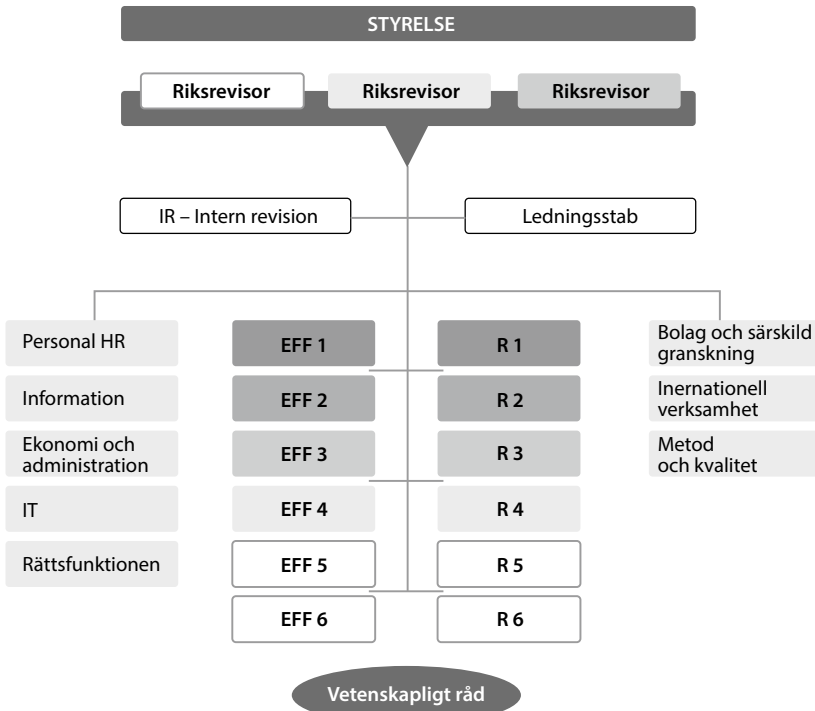 STYRELSE
Riksrevisor
Riksrevisor
Riksrevisor
IR – Intern revision
Ledningsstab
Personal HR
Information
Ekonomi och
administration
IT
Rättsfunktionen
EFF 1
EFF 2
EFF 3
EFF 4
EFF 5
EFF 6
R 1
R 2
R 3
R 4
R 5
R 6
Bolag och särskild
granskning
Inernationell
verksamhet
Metod
och kvalitet
Vetenskapligt råd